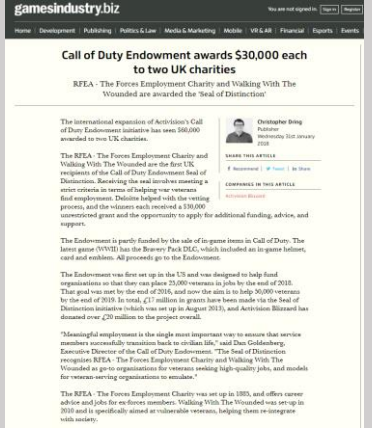 gamesindustry.biz
You are not signed in. Sign in Register
Home Development Publishing Politics & Law Media & Marketing Mobile VR & AR Financial Esports Events
Call of Duty Endowment awards $30,000 each
to two UK charities
RFEA - The Forces Employment Charity and Walking With The
Wounded are awarded the 'Seal of Distinction'
The international expansion of Activision's Call
of Duty Endowment initiative has seen $60,000
awarded to two UK charities.
The RFEA - The Forces Employment Charity and
Walking With The Wounded are the first UK
recipients of the Call of Duty Endowment Seal of
Distinction. Receiving the seal involves meeting a
strict criteria in terms of helping war veterans
find employment. Deloitte helped with the vetting
process, and the winners each received a $30,000
unrestricted grant and the opportunity to apply for additional funding, advice, and
support.
Christopher Dring
Publisher
Wednesday 31st January
2018
SHARE THIS ARTICLE
Recommend Tweet Share
COMPANIES IN THIS ARTICLE
Activision Blizzard
The Endowment is partly funded by the sale of in-game items in Call of Duty. The
latest game (WWII) has the Bravery Pack DLC, which included an in-game helmet,
card and emblem. All proceeds go to the Endowment.
The Endowment was first set up in the US and was designed to help fund
organisations so that they can place 25,000 veterans in jobs by the end of 2018.
That goal was met by the end of 2016, and now the aim is to help 50,000 veterans
by the end of 2019. In total, £17 million in grants have been made via the Seal of
Distinction initiative (which was set up in August 2013), and Activision Blizzard has
donated over £20 million to the project overall.
"Meaningful employment is the single most important way to ensure that service
members successfully transition back to civilian life," said Dan Goldenberg,
Executive Director of the Call of Duty Endowment. "The Seal of Distinction
recognises RFEA - The Forces Employment Charity and Walking With The
Wounded as go-to organisations for veterans seeking high-quality jobs, and models
for veteran-serving organisations to emulate."
The RFEA - The Forces Employment Charity was set up in 1885, and offers career
advice and jobs for ex-forces members. Walking With The Wounded was set-up in
2010 and is specifically aimed at vulnerable veterans, helping them re-integrate
with society.